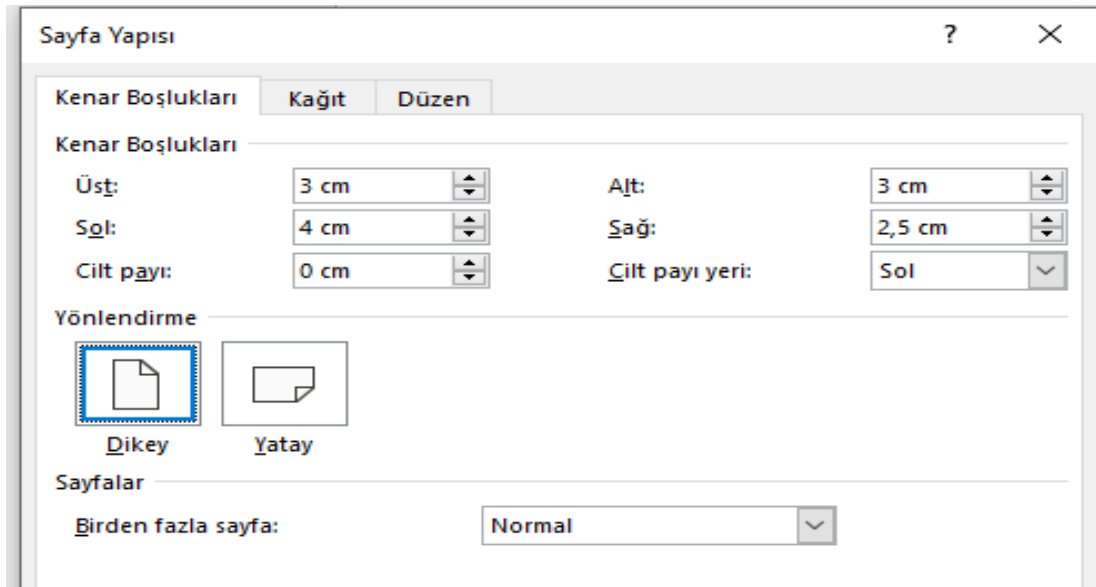 Sayfa Yapısı ?
Kenar Boşlukları Kağıt Düzen
Kenar Boşlukları
Üst: 3 cm Alt: 3 cm
Sol: 4 cm Sağ: 2,5 cm
Cilt payı: 0 cm Cilt payı yeri: Sol
Yönlendirme
Dikey Yatay
Sayfalar
Birden fazla sayfa: Normal